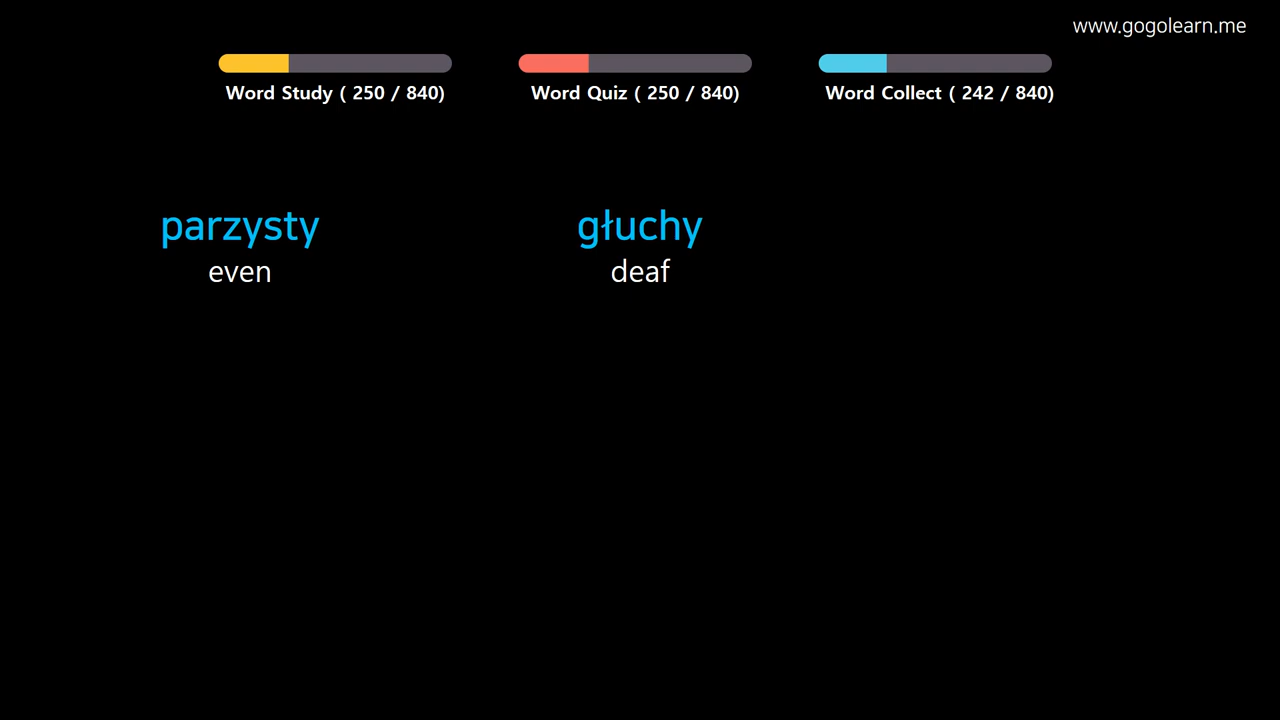 www.gogolearn.me
Word Study ( 250 / 840)
Word Quiz ( 250 / 840)
Word Collect ( 242 / 840)
parzysty
even
głuchy
deaf